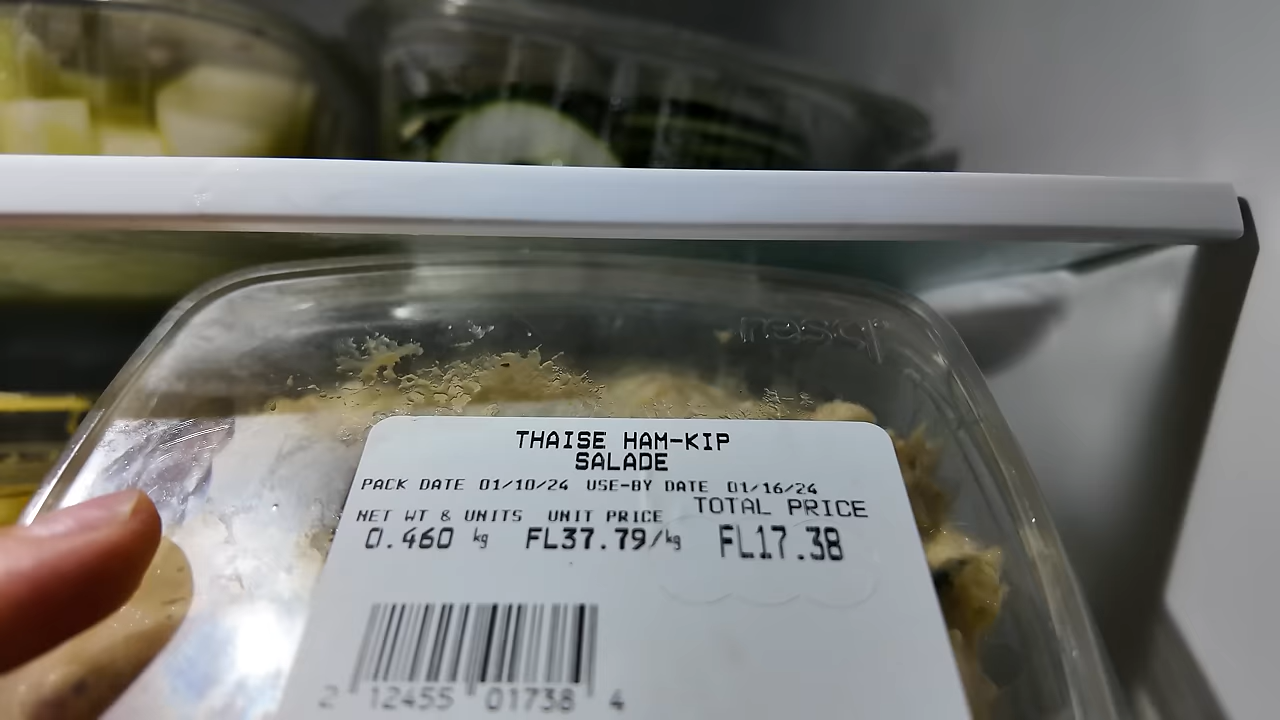 THAISE HAM-KIP
SALADE
PACK DATE 01/10/24 USE-BY DATE 01/16/24
NET WT & UNITS UNIT PRICE TOTAL PRICE
0.460 kg FL37.79/kg FL17.38
2 12455 01738 4